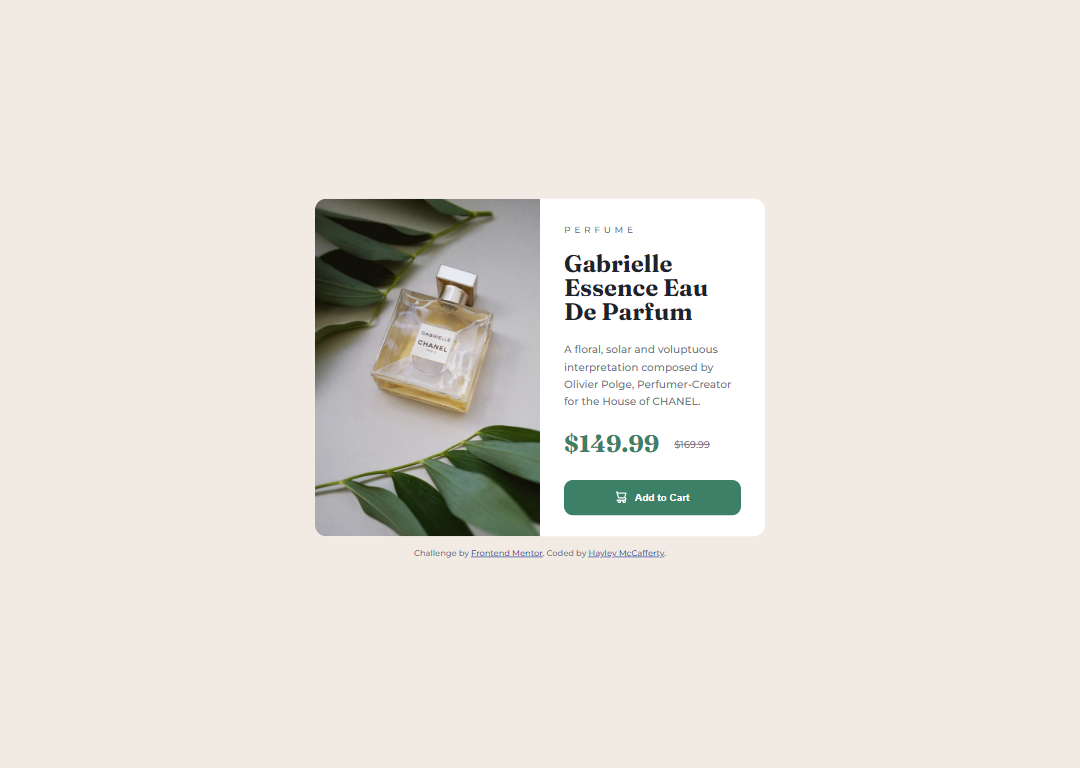 PERFUME
Gabrielle
Essence Eau
De Parfum
A floral, solar and voluptuous
interpretation composed by
Olivier Polge, Perfumer-Creator
for the House of CHANEL.
$149.99 $169.99
Add to Cart
GABRIELLE
CHANEL
PARIS
Challenge by Frontend Mentor. Coded by Hayley McCafferty.